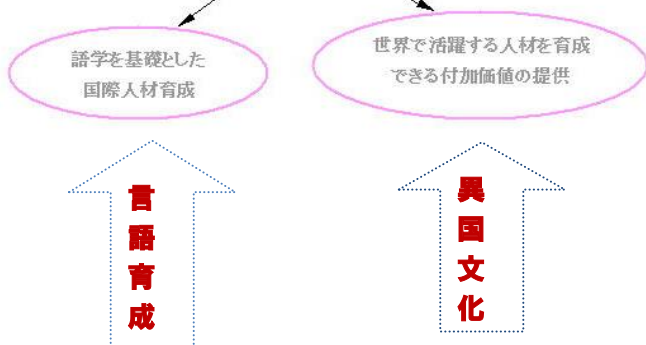 語学を基礎とした
国際人材育成
世界で活躍する人材を育成
できる付加価値の提供
言語育成
異国文化